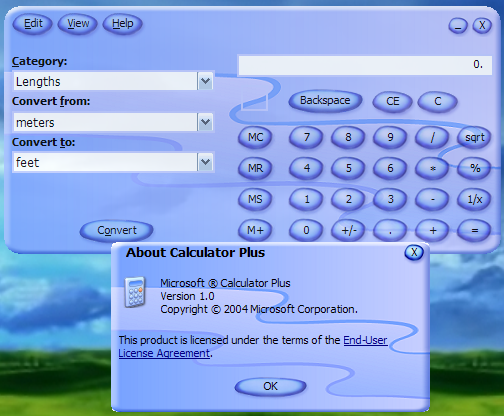 Edit View Help _ X
Category:
Lengths
Convert from:
meters
Convert to:
feet
Convert
0.
Backspace CE C
MC 7 8 9 / sqrt
MR 4 5 6 * %
MS 1 2 3 - 1/x
M+ 0 +/- . + =
About Calculator Plus X
Microsoft ® Calculator Plus
Version 1.0
Copyright © 2004 Microsoft Corporation.
This product is licensed under the terms of the End-User
License Agreement.
OK